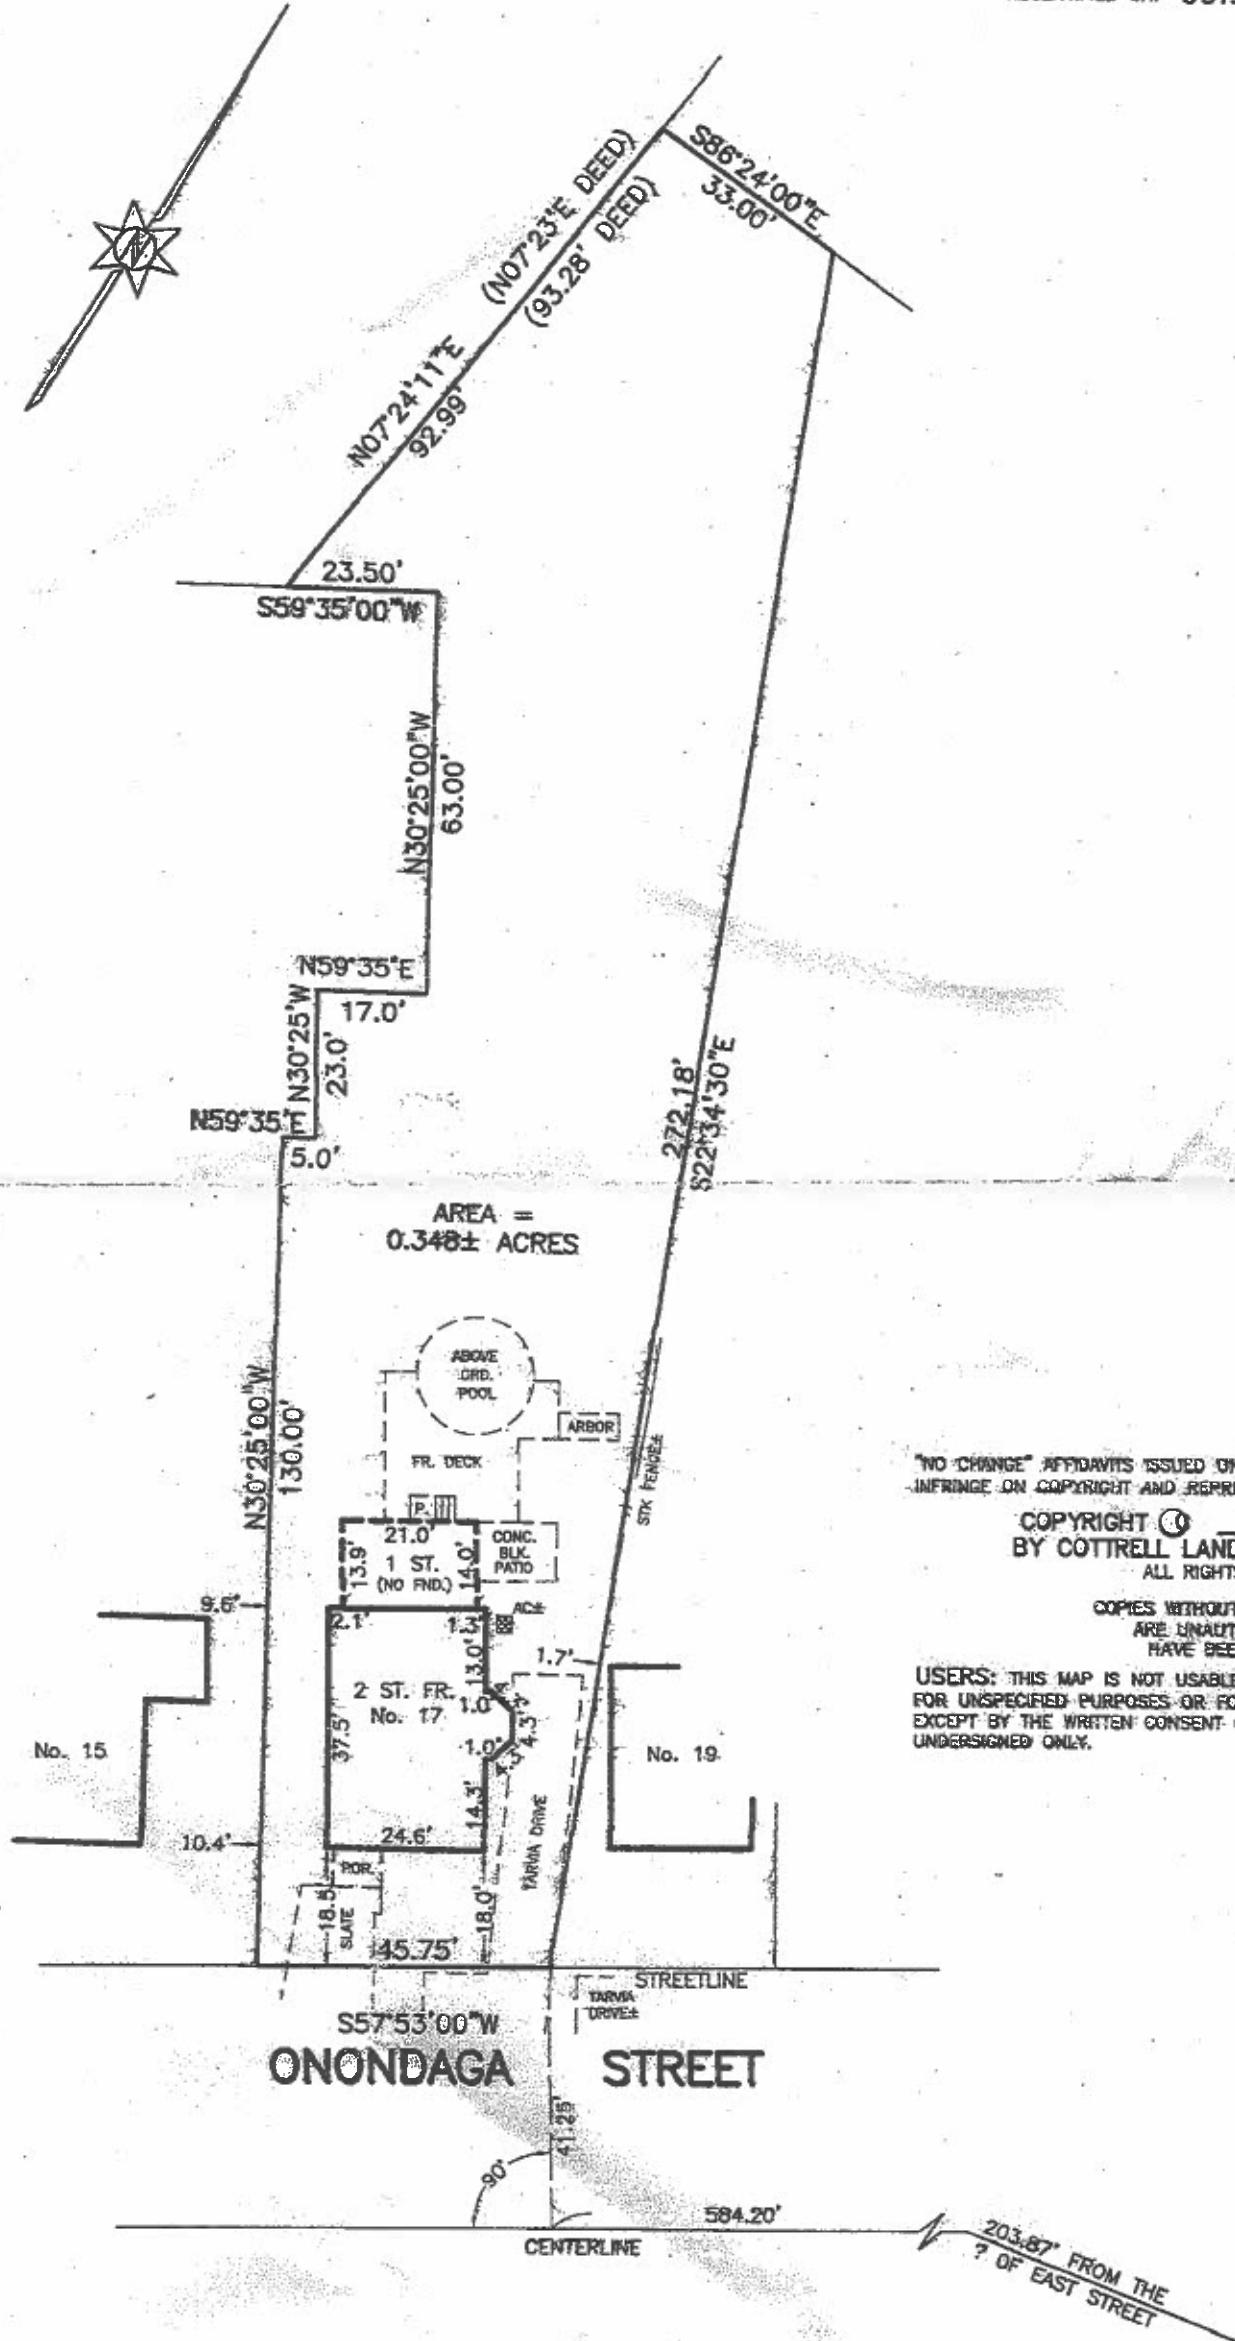 N
S86°24'00"E
33.00'
(N07°23'E DEED)
(93.28' DEED)
N07°24'11"E
92.99'
23.50'
S59°35'00"W
N30°25'00"W
63.00'
N59°35'E
17.0'
N30°25'W
23.0'
N59°35'E
5.0'
272.18'
S22°34'30"E
AREA =
0.348± ACRES
N30°25'00"W
130.00'
ABOVE
GRD.
POOL
ARBOR
FR. DECK
STK FENCE±
P.
21.0'
13.9'
1 ST.
(NO FND.)
14.0'
CONC.
BLK.
PATIO
"NO CHANGE" AFFIDAVITS ISSUED
INFRINGE ON COPYRIGHT AND
COPYRIGHT ©
BY COTTRELL LAND
ALL RIGHTS
COPIES WITHOUT
ARE
HAVE
USERS: THIS MAP IS NOT USABLE
FOR UNSPECIFIED PURPOSES OR
EXCEPT BY THE WRITTEN CONSENT
UNDERSIGNED ONLY.
2.1'
1.3'
AC±
13.0'
1.7'
2 ST. FR.
No. 17
1.0'
4.3'
1.0'
37.5'
14.3'
24.6'
No. 15
No. 19
10.4'
POR.
TARVIA DRIVE
18.5'
SLATE
18.0'
45.75'
STREETLINE
TARVIA
DRIVE±
S57°53'00"W
ONONDAGA STREET
41.25'
90°
584.20'
CENTERLINE
203.87' FROM THE
? OF EAST STREET